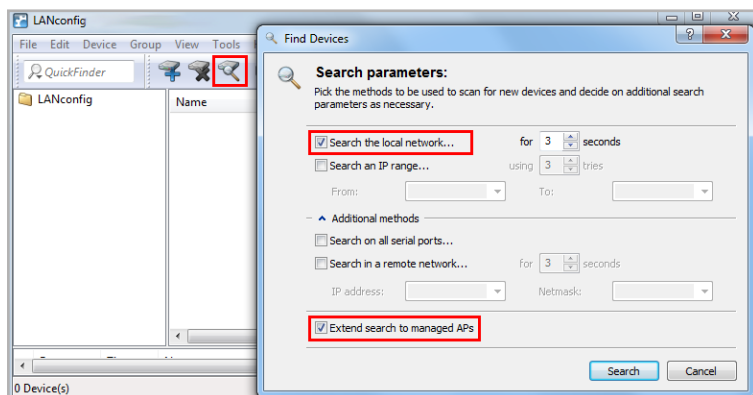 LANconfig
File Edit Device Group View Tools
QuickFinder
LANconfig
Name
0 Device(s)
Find Devices
Search parameters:
Pick the methods to be used to scan for new devices and decide on additional search
parameters as necessary.
Search the local network... for 3 seconds
Search an IP range... using 3 tries
From: To:
Additional methods
Search on all serial ports...
Search in a remote network... for 3 seconds
IP address: Netmask:
Extend search to managed APs
Search Cancel